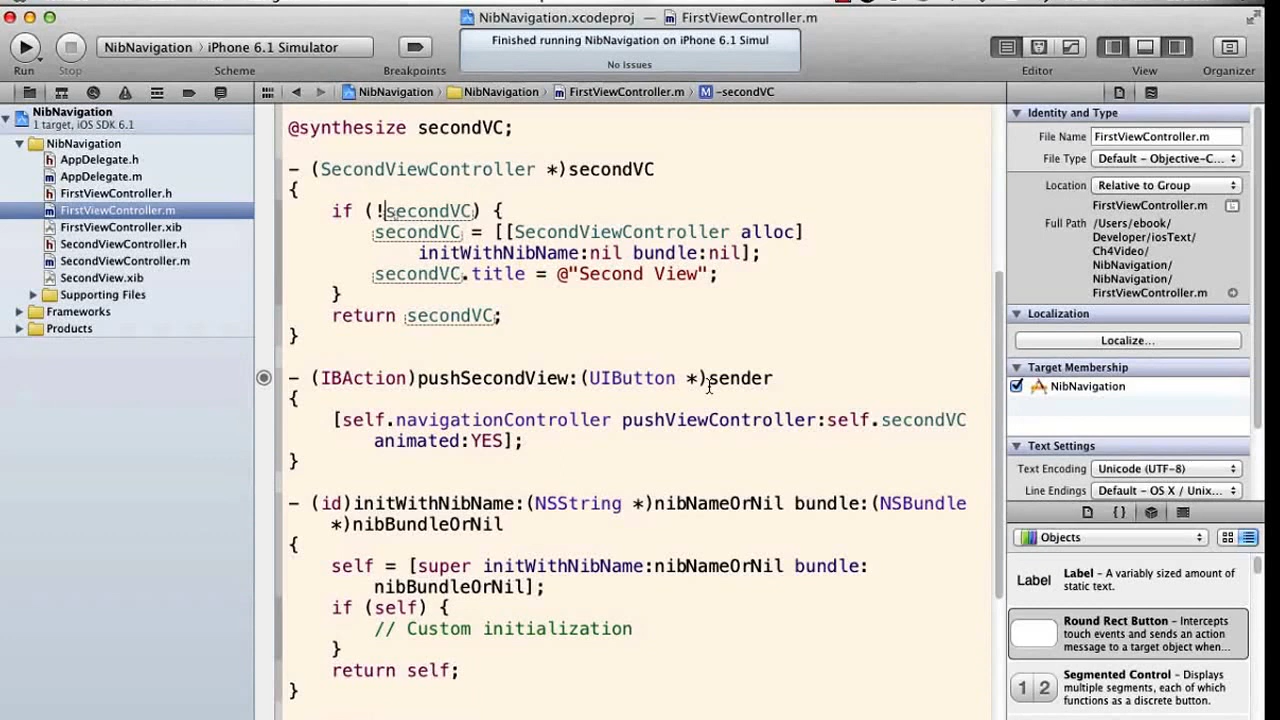 NibNavigation.xcodeproj — FirstViewController.m
Run
Stop
NibNavigation > iPhone 6.1 Simulator
Scheme
Breakpoints
Finished running NibNavigation on iPhone 6.1 Simul
No Issues
Editor
View
Organizer
NibNavigation > NibNavigation > FirstViewController.m > M -secondVC
NibNavigation
1 target, iOS SDK 6.1
NibNavigation
h AppDelegate.h
m AppDelegate.m
h FirstViewController.h
m FirstViewController.m
FirstViewController.xib
h SecondViewController.h
m SecondViewController.m
SecondView.xib
Supporting Files
Frameworks
Products
@synthesize secondVC;
- (SecondViewController *)secondVC
{
if (!secondVC) {
secondVC = [[SecondViewController alloc]
initWithNibName:nil bundle:nil];
secondVC.title = @"Second View";
}
return secondVC;
}
- (IBAction)pushSecondView:(UIButton *)sender
{
[self.navigationController pushViewController:self.secondVC
animated:YES];
}
- (id)initWithNibName:(NSString *)nibNameOrNil bundle:(NSBundle
*)nibBundleOrNil
{
self = [super initWithNibName:nibNameOrNil bundle:
nibBundleOrNil];
if (self) {
// Custom initialization
}
return self;
}
Identity and Type
File Name FirstViewController.m
File Type Default - Objective-C...
Location Relative to Group
FirstViewController.m
Full Path /Users/ebook/
Developer/iosText/
Ch4Video/
NibNavigation/
NibNavigation/
FirstViewController.m
Localization
Localize...
Target Membership
NibNavigation
Text Settings
Text Encoding Unicode (UTF-8)
Line Endings Default - OS X / Unix...
{ }
Objects
Label
Label - A variably sized amount of
static text.
Round Rect Button - Intercepts
touch events and sends an action
message to a target object when...
1 2
Segmented Control - Displays
multiple segments, each of which
functions as a discrete button.